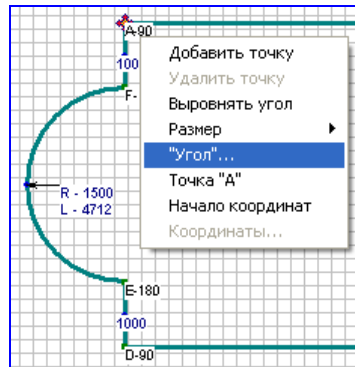 A-90
Добавить точку
100
Удалить точку
F-
Выровнять угол
Размер
"Угол"...
R - 1500
Точка "А"
L - 4712
Начало координат
Координаты...
E-180
1000
D-90